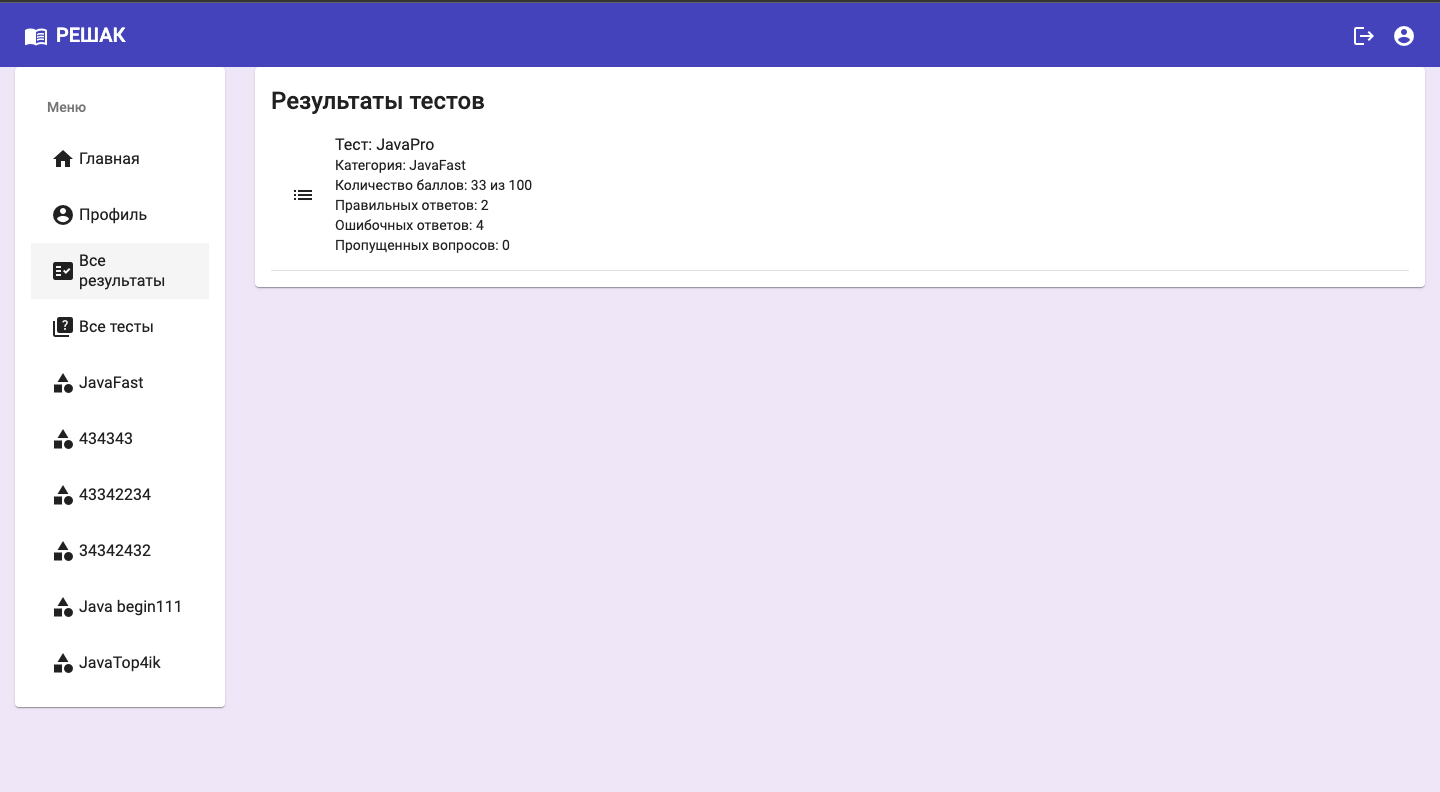 РЕШАК
Меню
Главная
Профиль
Все
результаты
Все тесты
JavaFast
434343
43342234
34342432
Java begin111
JavaTop4ik
Результаты тестов
Тест: JavaPro
Категория: JavaFast
Количество баллов: 33 из 100
Правильных ответов: 2
Ошибочных ответов: 4
Пропущенных вопросов: 0